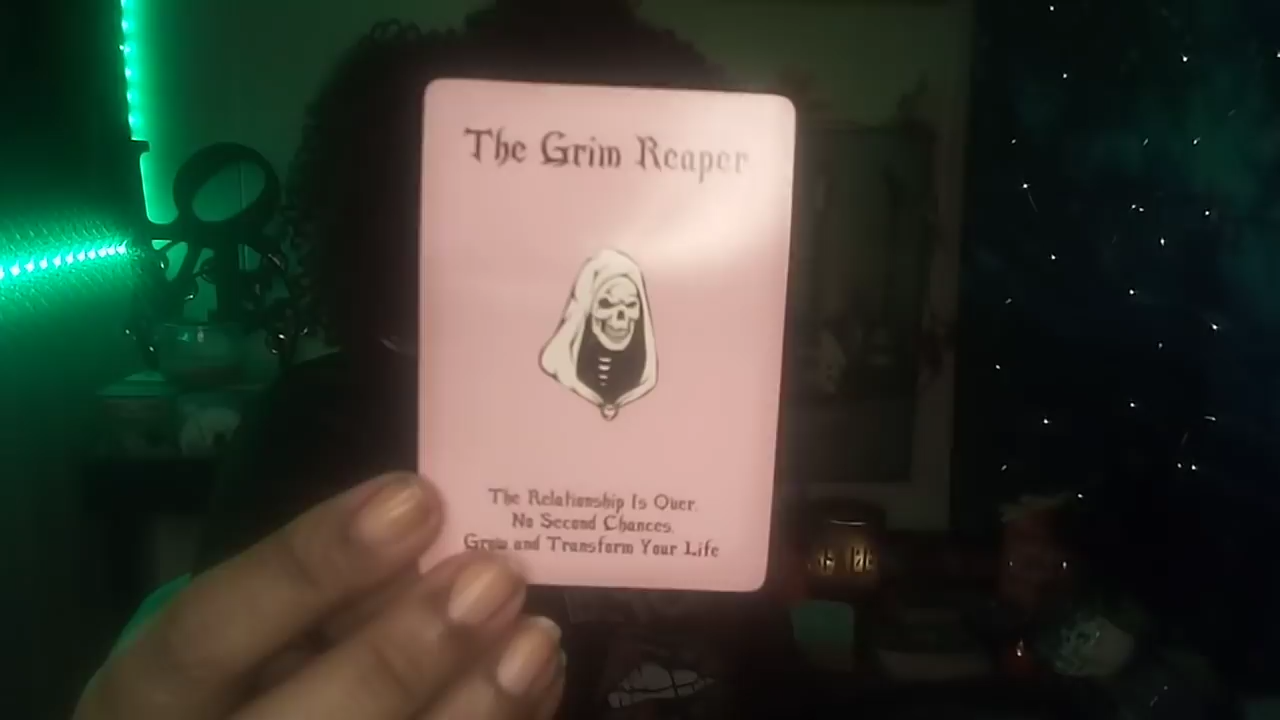 The Grim Reaper
The Relationship Is Over.
No Second Chances.
Grow and Transform Your Life